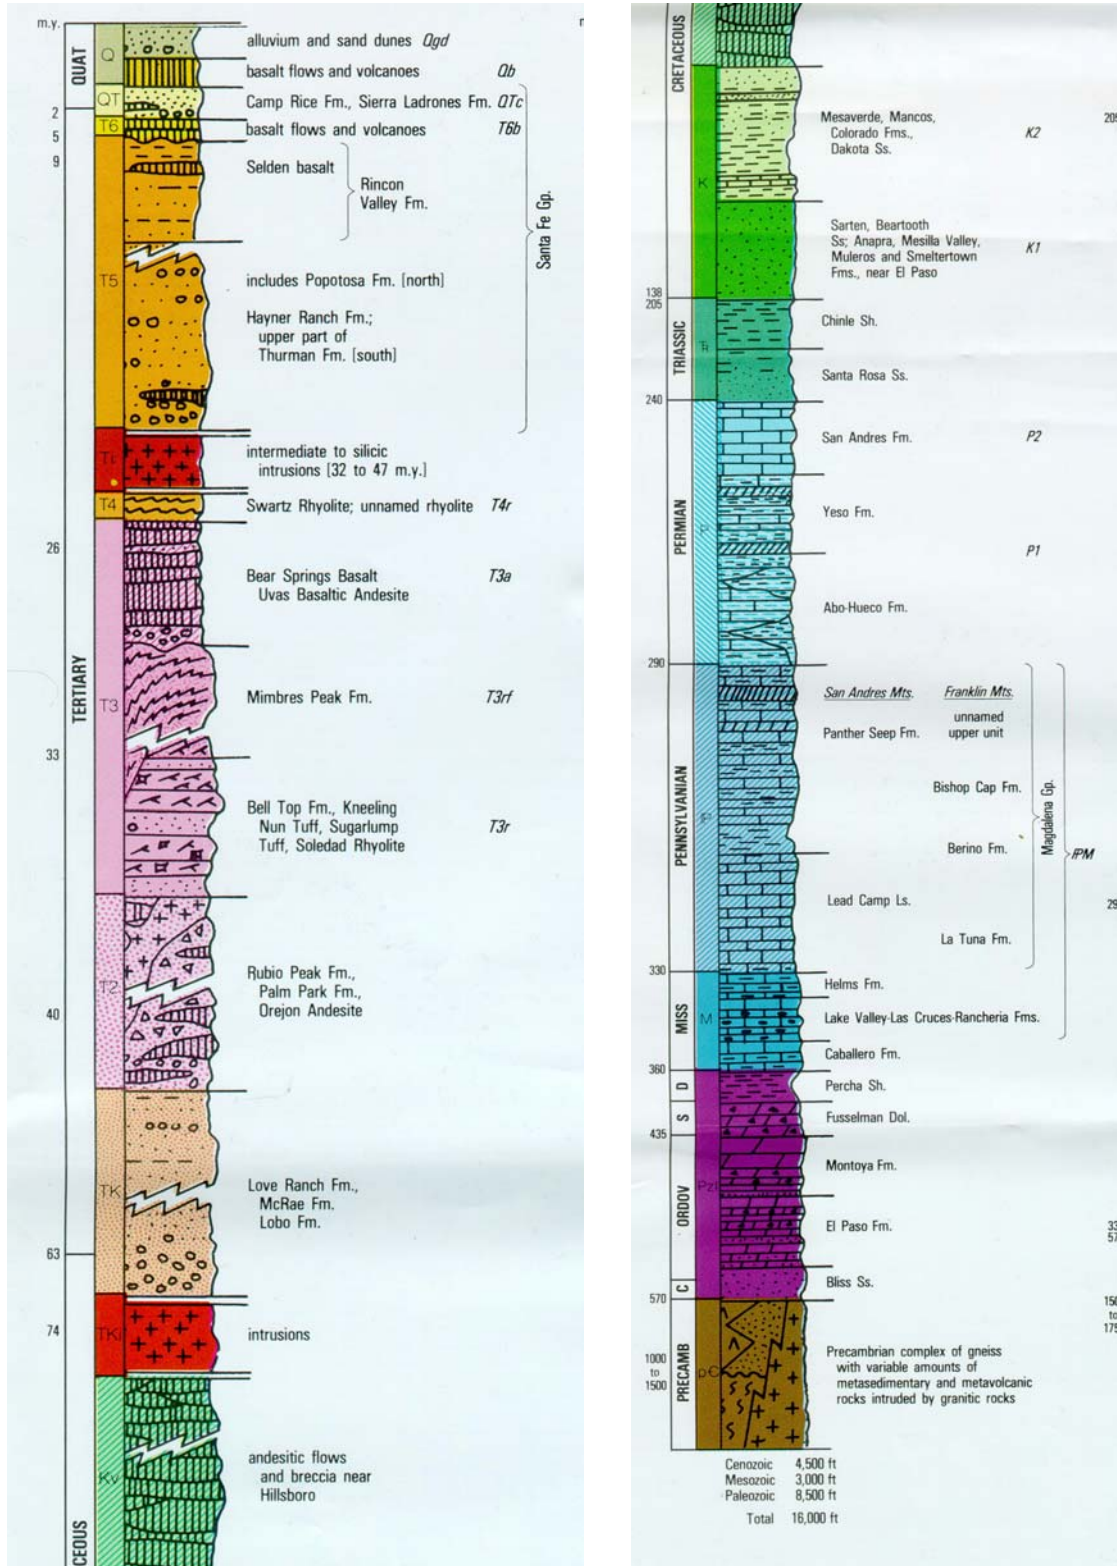 m.y.
QUAT
Q
alluvium and sand dunes Qgd
basalt flows and volcanoes Qb
QT
Camp Rice Fm., Sierra Ladrones Fm. QTc
2
T6
basalt flows and volcanoes T6b
5
9
Selden basalt
Rincon
Valley Fm.
Santa Fe Gp.
T5
includes Popotosa Fm. [north]
Hayner Ranch Fm.;
upper part of
Thurman Fm. [south]
Ti
intermediate to silicic
intrusions [32 to 47 m.y.]
T4
Swartz Rhyolite; unnamed rhyolite T4r
26
Bear Springs Basalt T3a
Uvas Basaltic Andesite
TERTIARY
T3
Mimbres Peak Fm. T3rf
33
Bell Top Fm., Kneeling
Nun Tuff, Sugarlump T3r
Tuff, Soledad Rhyolite
T2
Rubio Peak Fm.,
Palm Park Fm.,
Orejon Andesite
40
TK
Love Ranch Fm.,
McRae Fm.
Lobo Fm.
63
TKi
74
intrusions
Kv
andesitic flows
and breccia near
Hillsboro
CEOUS
CRETACEOUS
Mesaverde, Mancos,
Colorado Fms., K2
Dakota Ss.
205
K
Sarten, Beartooth
Ss; Anapra, Mesilla Valley, K1
Muleros and Smeltertown
Fms., near El Paso
138
205
TRIASSIC
Chinle Sh.
Santa Rosa Ss.
240
San Andres Fm. P2
PERMIAN
P
Yeso Fm.
P1
Abo-Hueco Fm.
290
San Andres Mts. Franklin Mts.
unnamed
Panther Seep Fm. upper unit
PENNSYLVANIAN
Bishop Cap Fm.
Magdalena Gp.
Berino Fm.
IPM
Lead Camp Ls.
29
La Tuna Fm.
330
Helms Fm.
MISS
M
Lake Valley-Las Cruces-Rancheria Fms.
Caballero Fm.
360
D
Percha Sh.
S
Fusselman Dol.
435
Montoya Fm.
ORDOV
Pzl
El Paso Fm.
33
57
C
Bliss Ss.
570
150
to
175
PRECAMB
pЄ
1000
to
1500
Precambrian complex of gneiss
with variable amounts of
metasedimentary and metavolcanic
rocks intruded by granitic rocks
Cenozoic 4,500 ft
Mesozoic 3,000 ft
Paleozoic 8,500 ft
Total 16,000 ft